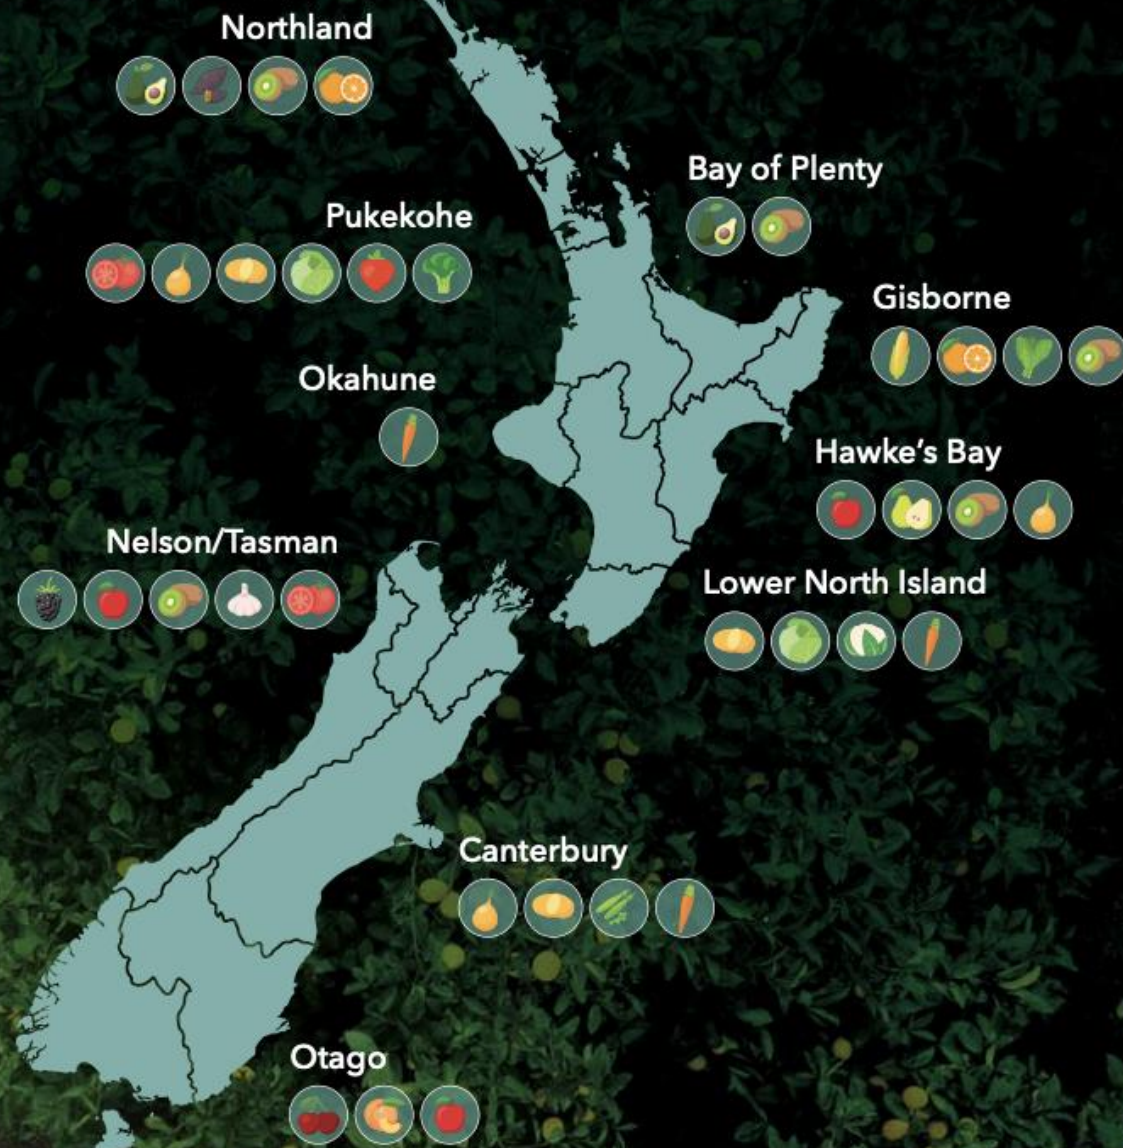 Northland
Bay of Plenty
Pukekohe
Gisborne
Okahune
Hawke's Bay
Nelson/Tasman
Lower North Island
Canterbury
Otago